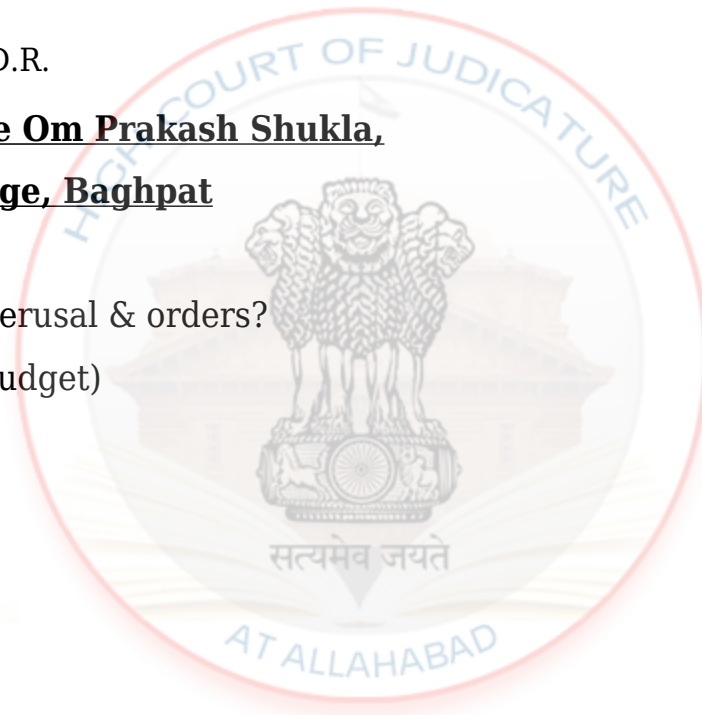 D.R.
HIGH COURT OF JUDICATURE
e Om Prakash Shukla,
ge, Baghpat
erusal & orders?
udget)
सत्यमेव जयते
AT ALLAHABAD